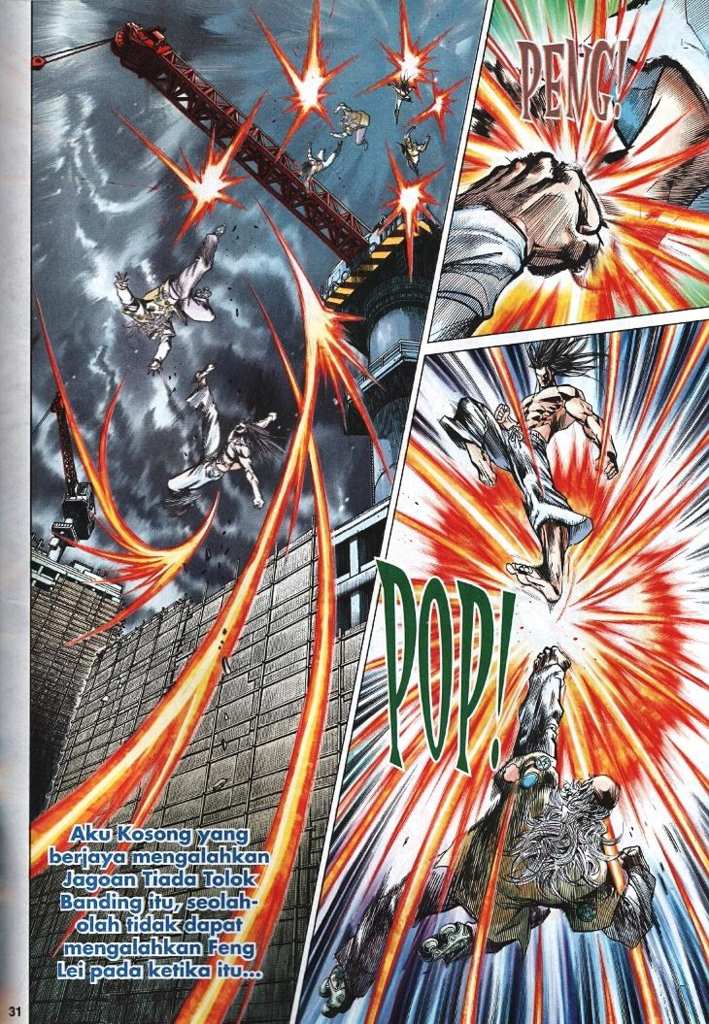 PENG!
POP!
Aku Kosong yang
berjaya mengalahkan
Jagoan Tiada Tolok
Banding itu, seolah-
olah tidak dapat
mengalahkan Feng
Lei pada ketika itu...
31